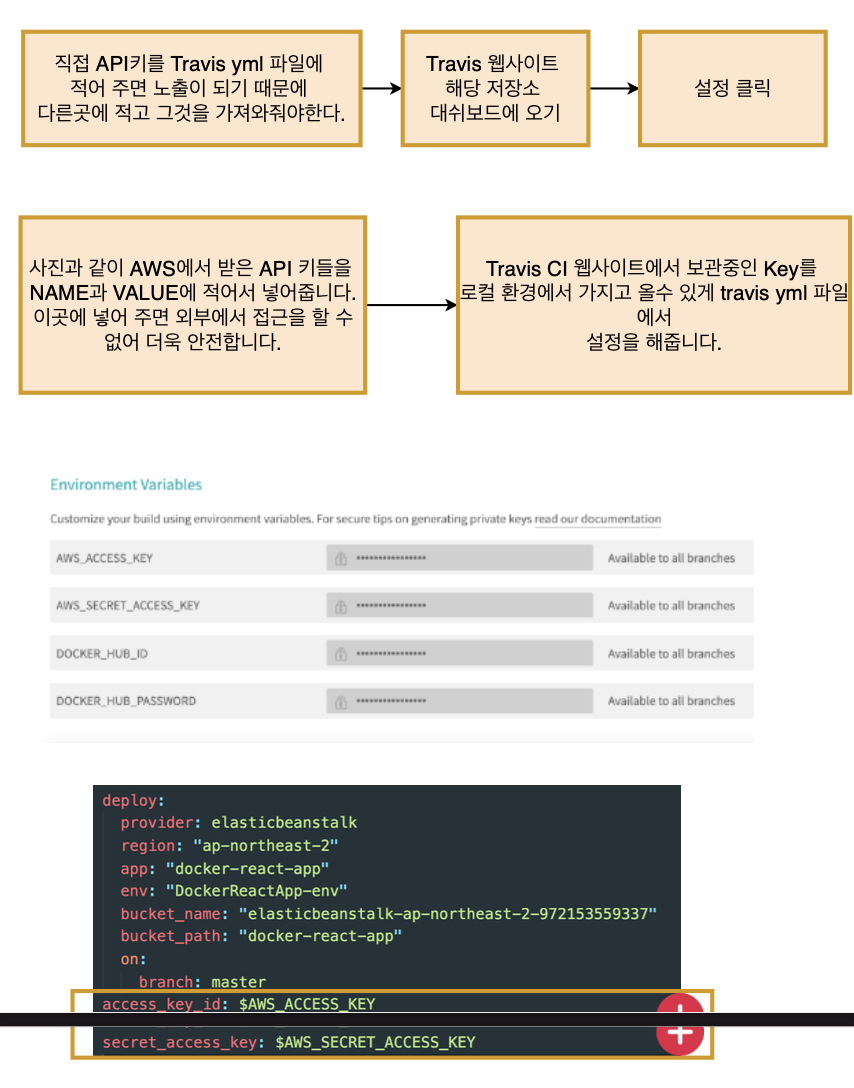 직접 API키를 Travis yml 파일에
적어 주면 노출이 되기 때문에
다른곳에 적고 그것을 가져와줘야한다.
Travis 웹사이트
해당 저장소
대쉬보드에 오기
설정 클릭
사진과 같이 AWS에서 받은 API 키들을
NAME과 VALUE에 적어서 넣어줍니다.
이곳에 넣어 주면 외부에서 접근을 할 수
없어 더욱 안전합니다.
Travis CI 웹사이트에서 보관중인 Key를
로컬 환경에서 가지고 올수 있게 travis yml 파일
에서
설정을 해줍니다.
Environment Variables
Customize your build using environment variables. For secure tips on generating private keys read our documentation
AWS_ACCESS_KEY •••••••••••••••• Available to all branches
AWS_SECRET_ACCESS_KEY •••••••••••••••• Available to all branches
DOCKER_HUB_ID •••••••••••••••• Available to all branches
DOCKER_HUB_PASSWORD •••••••••••••••• Available to all branches
deploy:
provider: elasticbeanstalk
region: "ap-northeast-2"
app: "docker-react-app"
env: "DockerReactApp-env"
bucket_name: "elasticbeanstalk-ap-northeast-2-972153559337"
bucket_path: "docker-react-app"
on:
branch: master
access_key_id: $AWS_ACCESS_KEY
secret_access_key: $AWS_SECRET_ACCESS_KEY